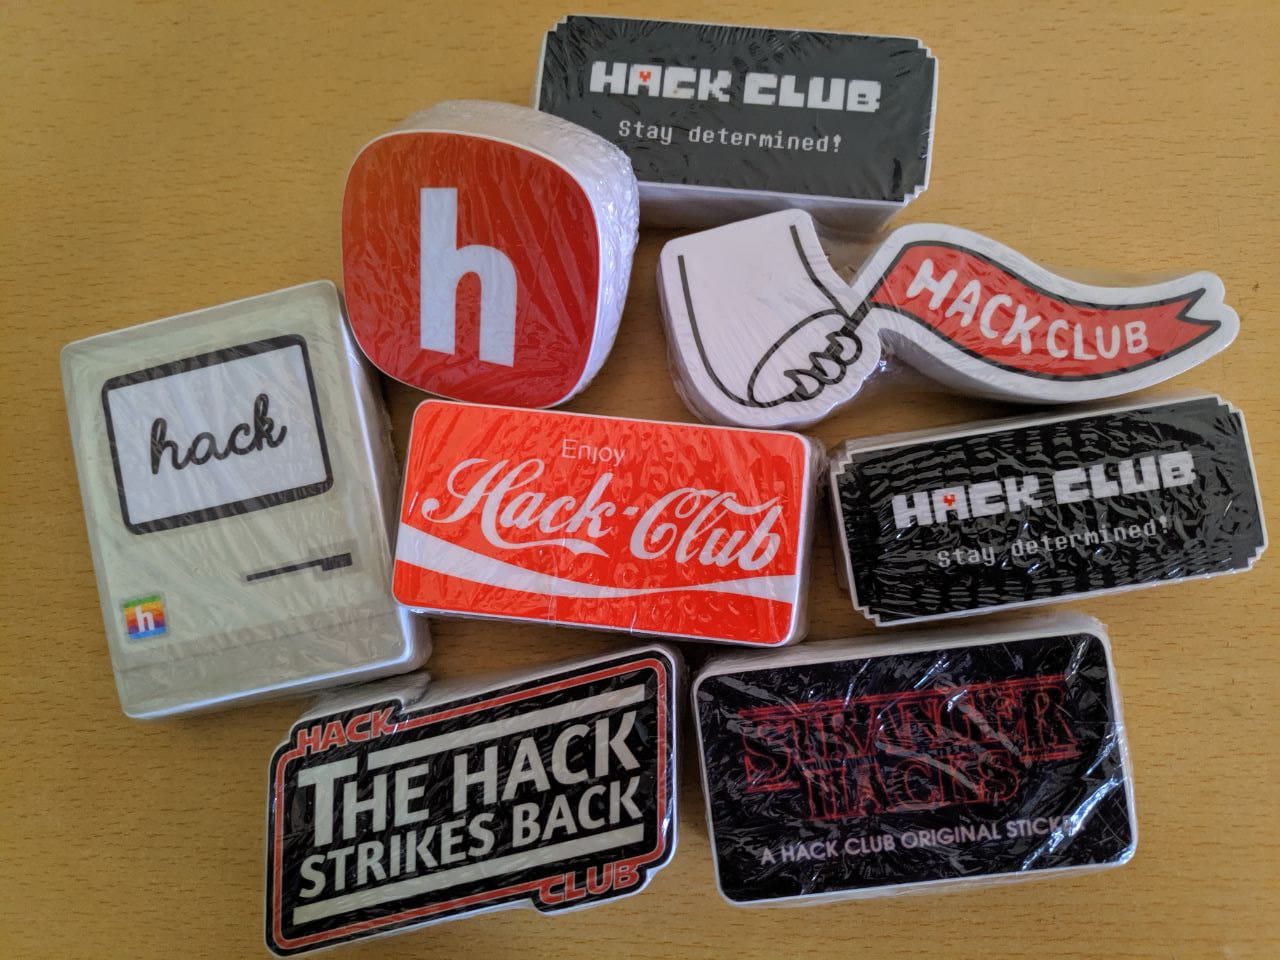 HACK CLUB
Stay determined!
h
HACK CLUB
hack
h
Enjoy
Hack-Club
HACK CLUB
Stay determined!
HACK
THE HACK
STRIKES BACK
CLUB
STRANGER
HACKS
A HACK CLUB ORIGINAL STICKER